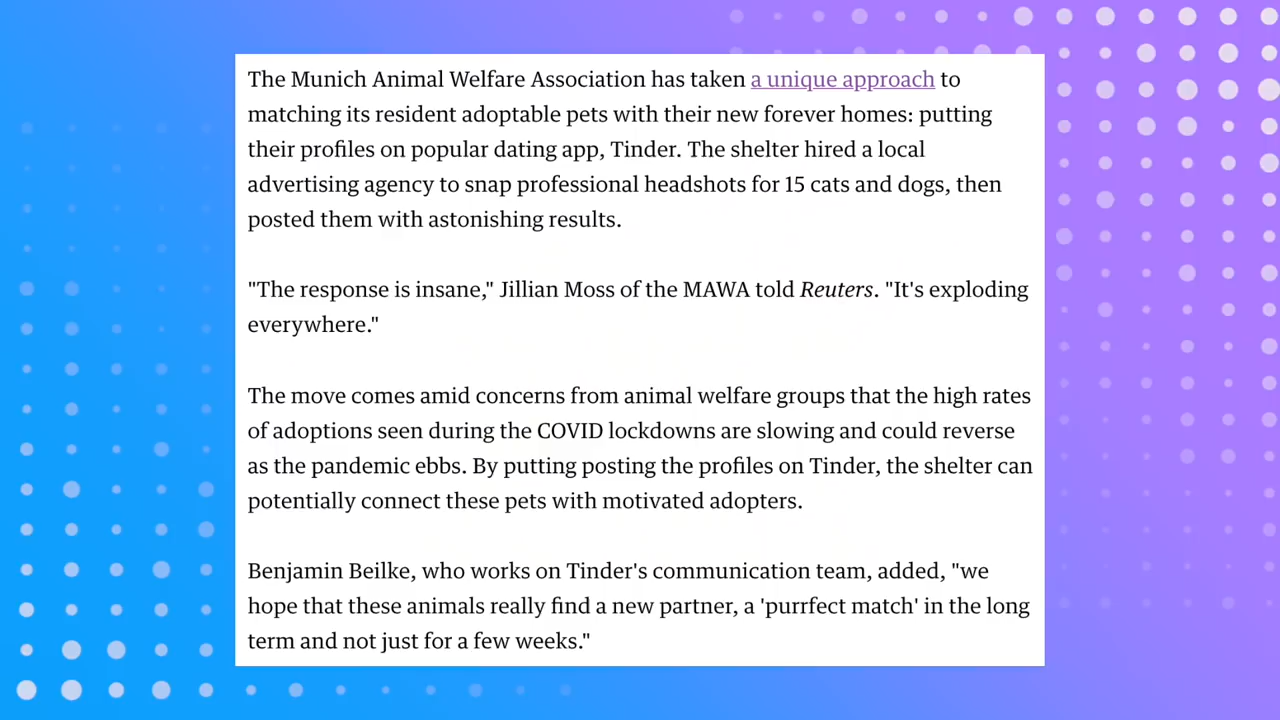 The Munich Animal Welfare Association has taken a unique approach to
matching its resident adoptable pets with their new forever homes: putting
their profiles on popular dating app, Tinder. The shelter hired a local
advertising agency to snap professional headshots for 15 cats and dogs, then
posted them with astonishing results.
"The response is insane," Jillian Moss of the MAWA told Reuters. "It's exploding
everywhere."
The move comes amid concerns from animal welfare groups that the high rates
of adoptions seen during the COVID lockdowns are slowing and could reverse
as the pandemic ebbs. By putting posting the profiles on Tinder, the shelter can
potentially connect these pets with motivated adopters.
Benjamin Beilke, who works on Tinder's communication team, added, "we
hope that these animals really find a new partner, a 'purrfect match' in the long
term and not just for a few weeks."